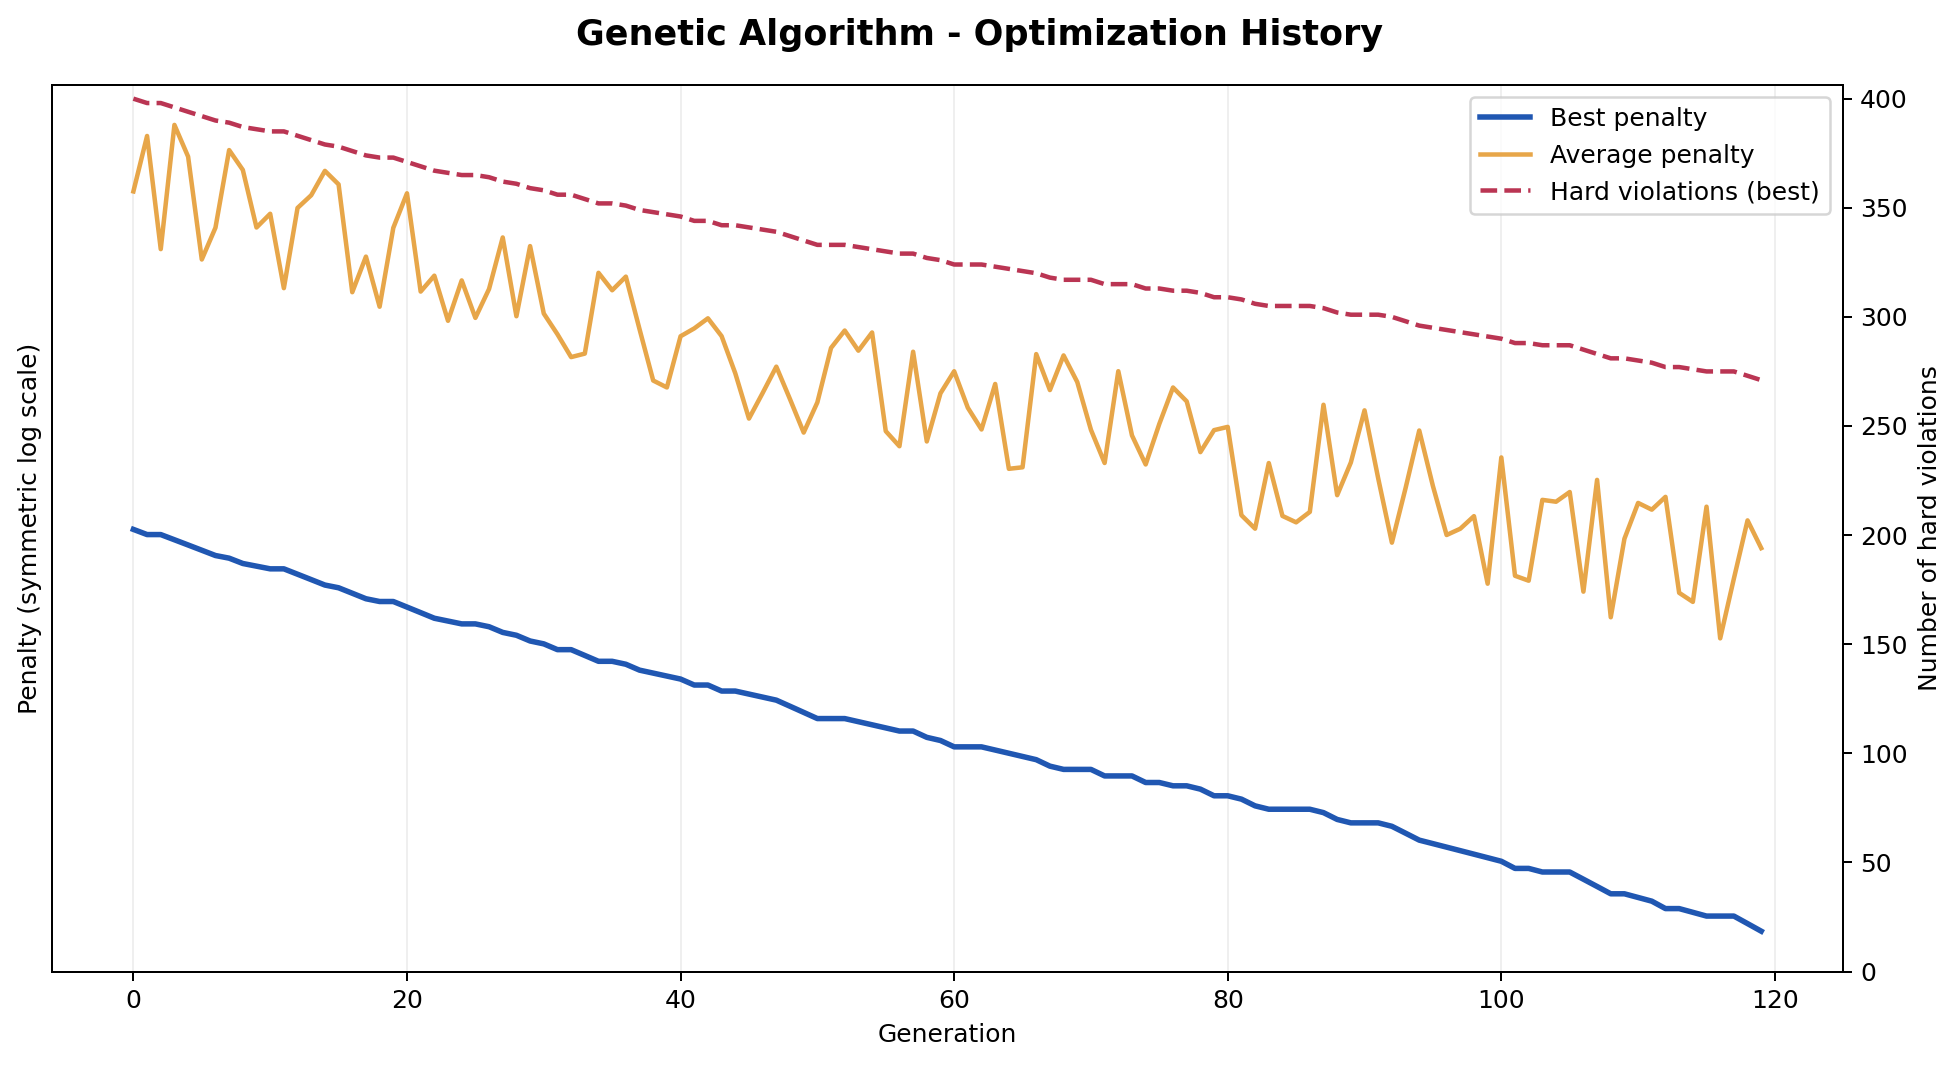 Genetic Algorithm - Optimization History
Best penalty
Average penalty
Hard violations (best)
Penalty (symmetric log scale)
400
350
300
250
200
150
100
50
0
Number of hard violations
0 20 40 60 80 100 120
Generation